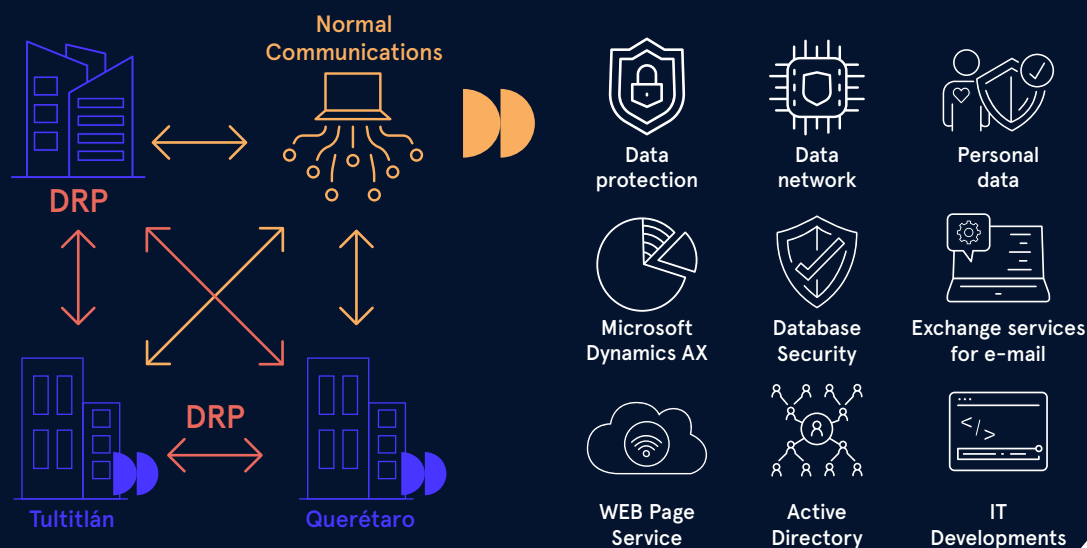 Normal
Communications
DRP
DRP
Tultitlán
Querétaro
Data
protection
Data
network
Personal
data
Microsoft
Dynamics AX
Database
Security
Exchange services
for e-mail
</>
WEB Page
Service
Active
Directory
IT
Developments